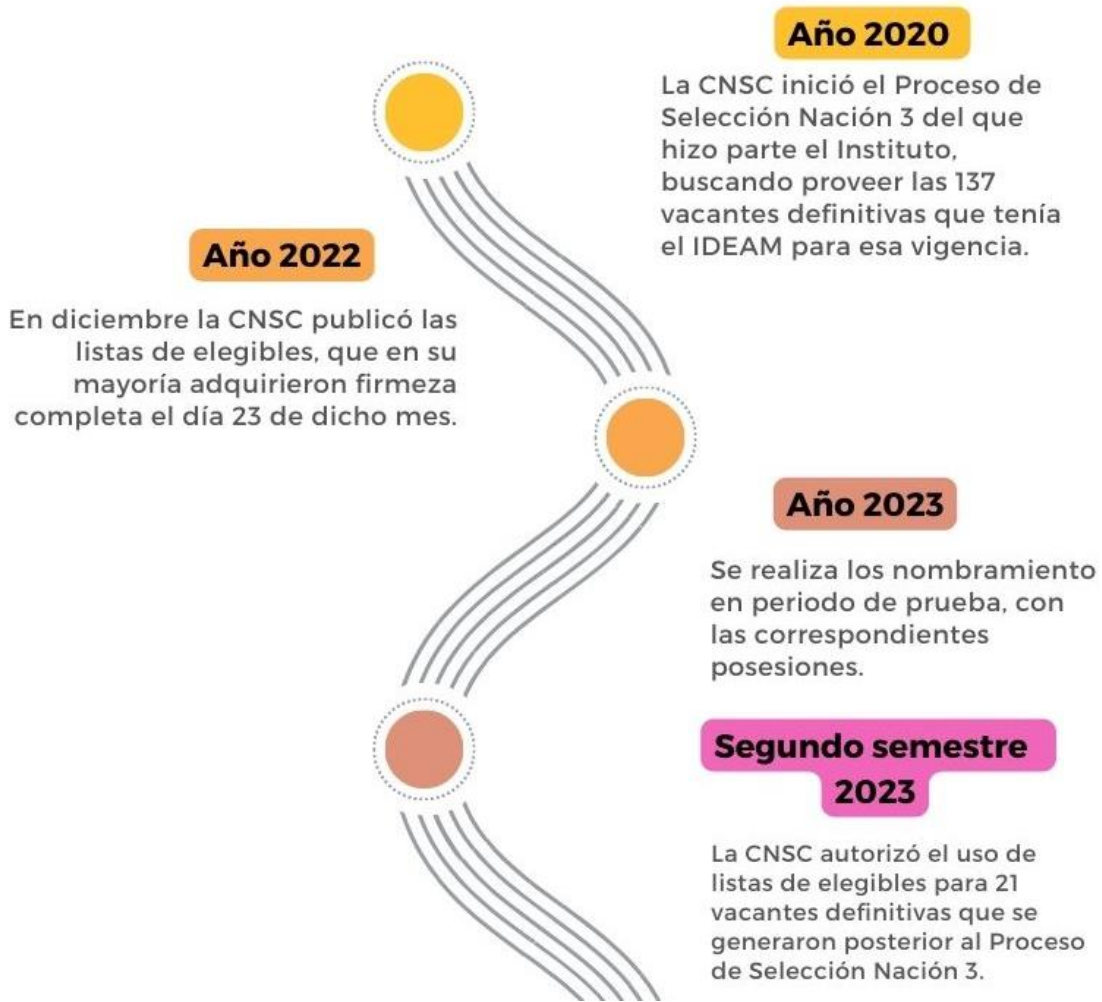 Año 2020
La CNSC inició el Proceso de
Selección Nación 3 del que
hizo parte el Instituto,
buscando proveer las 137
vacantes definitivas que tenía
el IDEAM para esa vigencia.
Año 2022
En diciembre la CNSC publicó las
listas de elegibles, que en su
mayoría adquirieron firmeza
completa el día 23 de dicho mes.
Año 2023
Se realiza los nombramiento
en periodo de prueba, con
las correspondientes
posesiones.
Segundo semestre
2023
La CNSC autorizó el uso de
listas de elegibles para 21
vacantes definitivas que se
generaron posterior al Proceso
de Selección Nación 3.